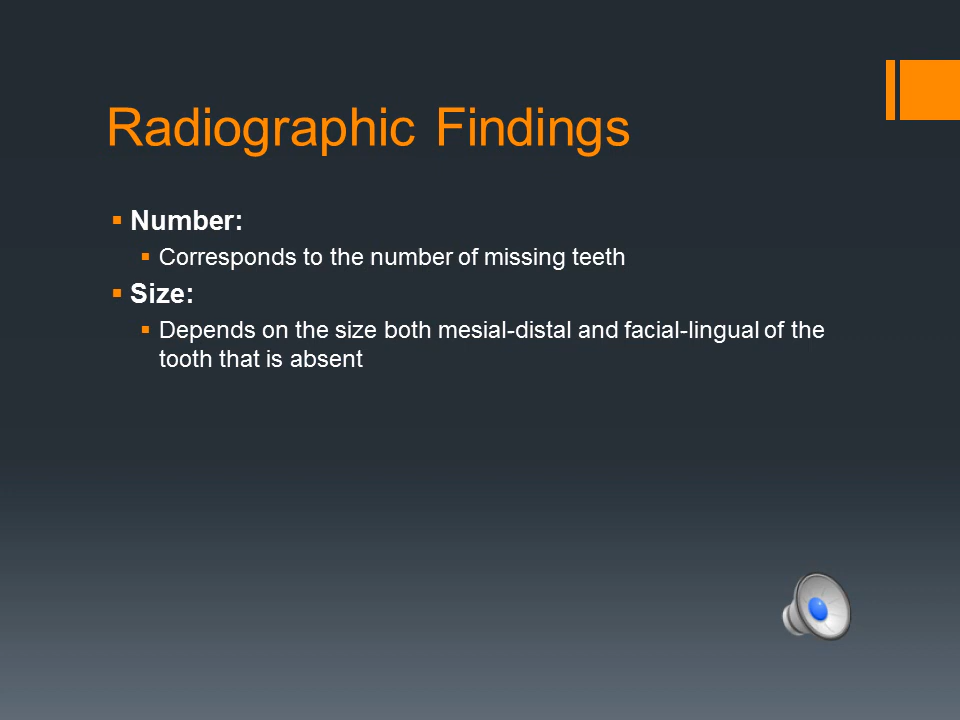 Radiographic Findings
Number:
Corresponds to the number of missing teeth
Size:
Depends on the size both mesial-distal and facial-lingual of the
tooth that is absent